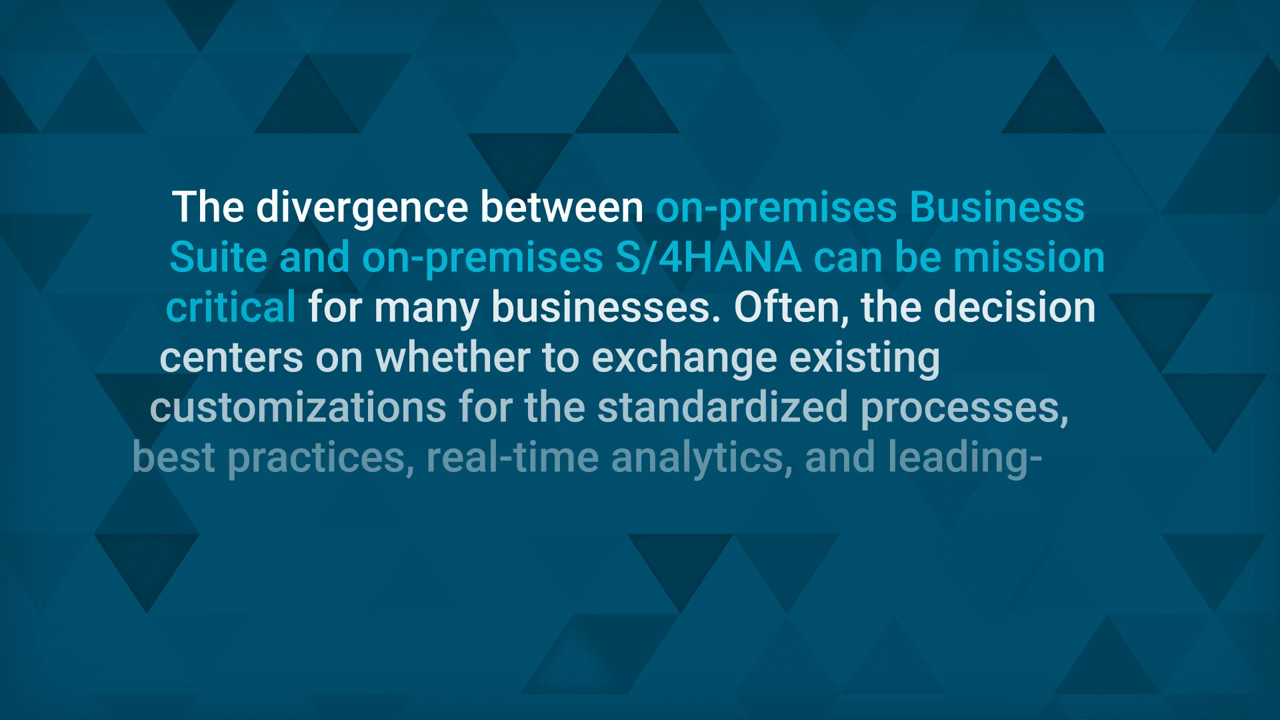 The divergence between on-premises Business
Suite and on-premises S/4HANA can be mission
critical for many businesses. Often, the decision
centers on whether to exchange existing
customizations for the standardized processes,
best practices, real-time analytics, and leading-